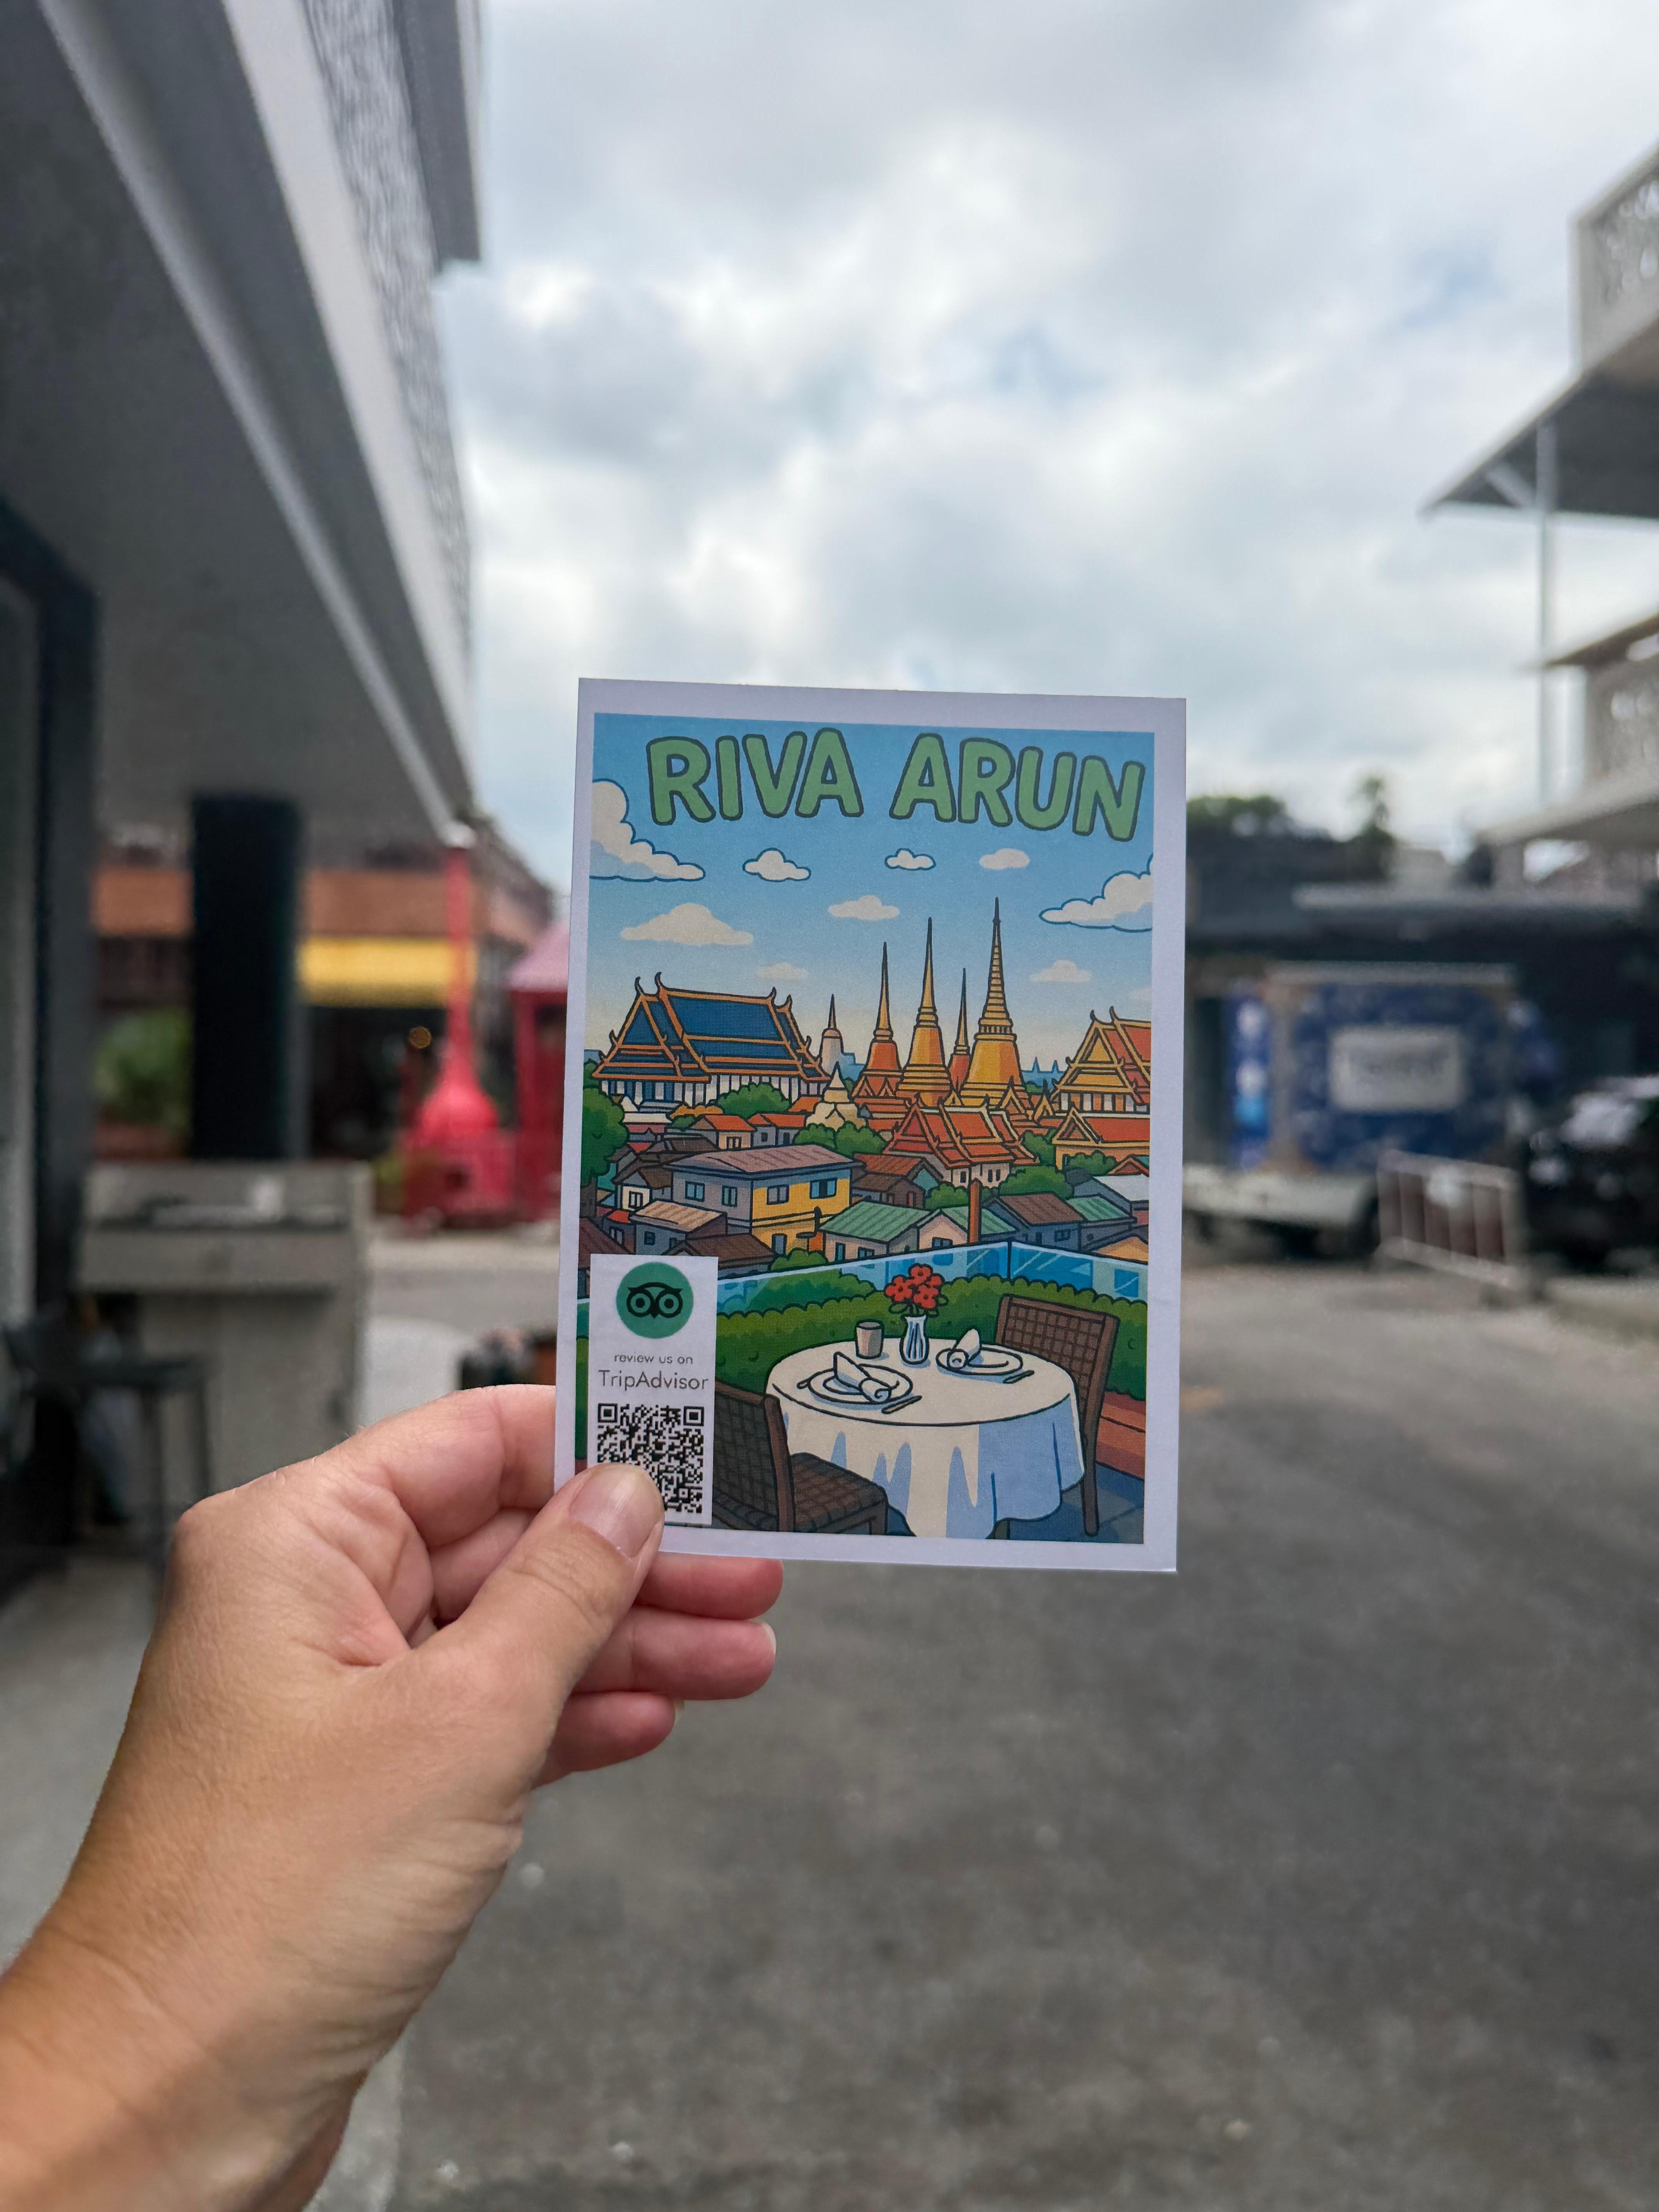 RIVA ARUN
review us on
TripAdvisor